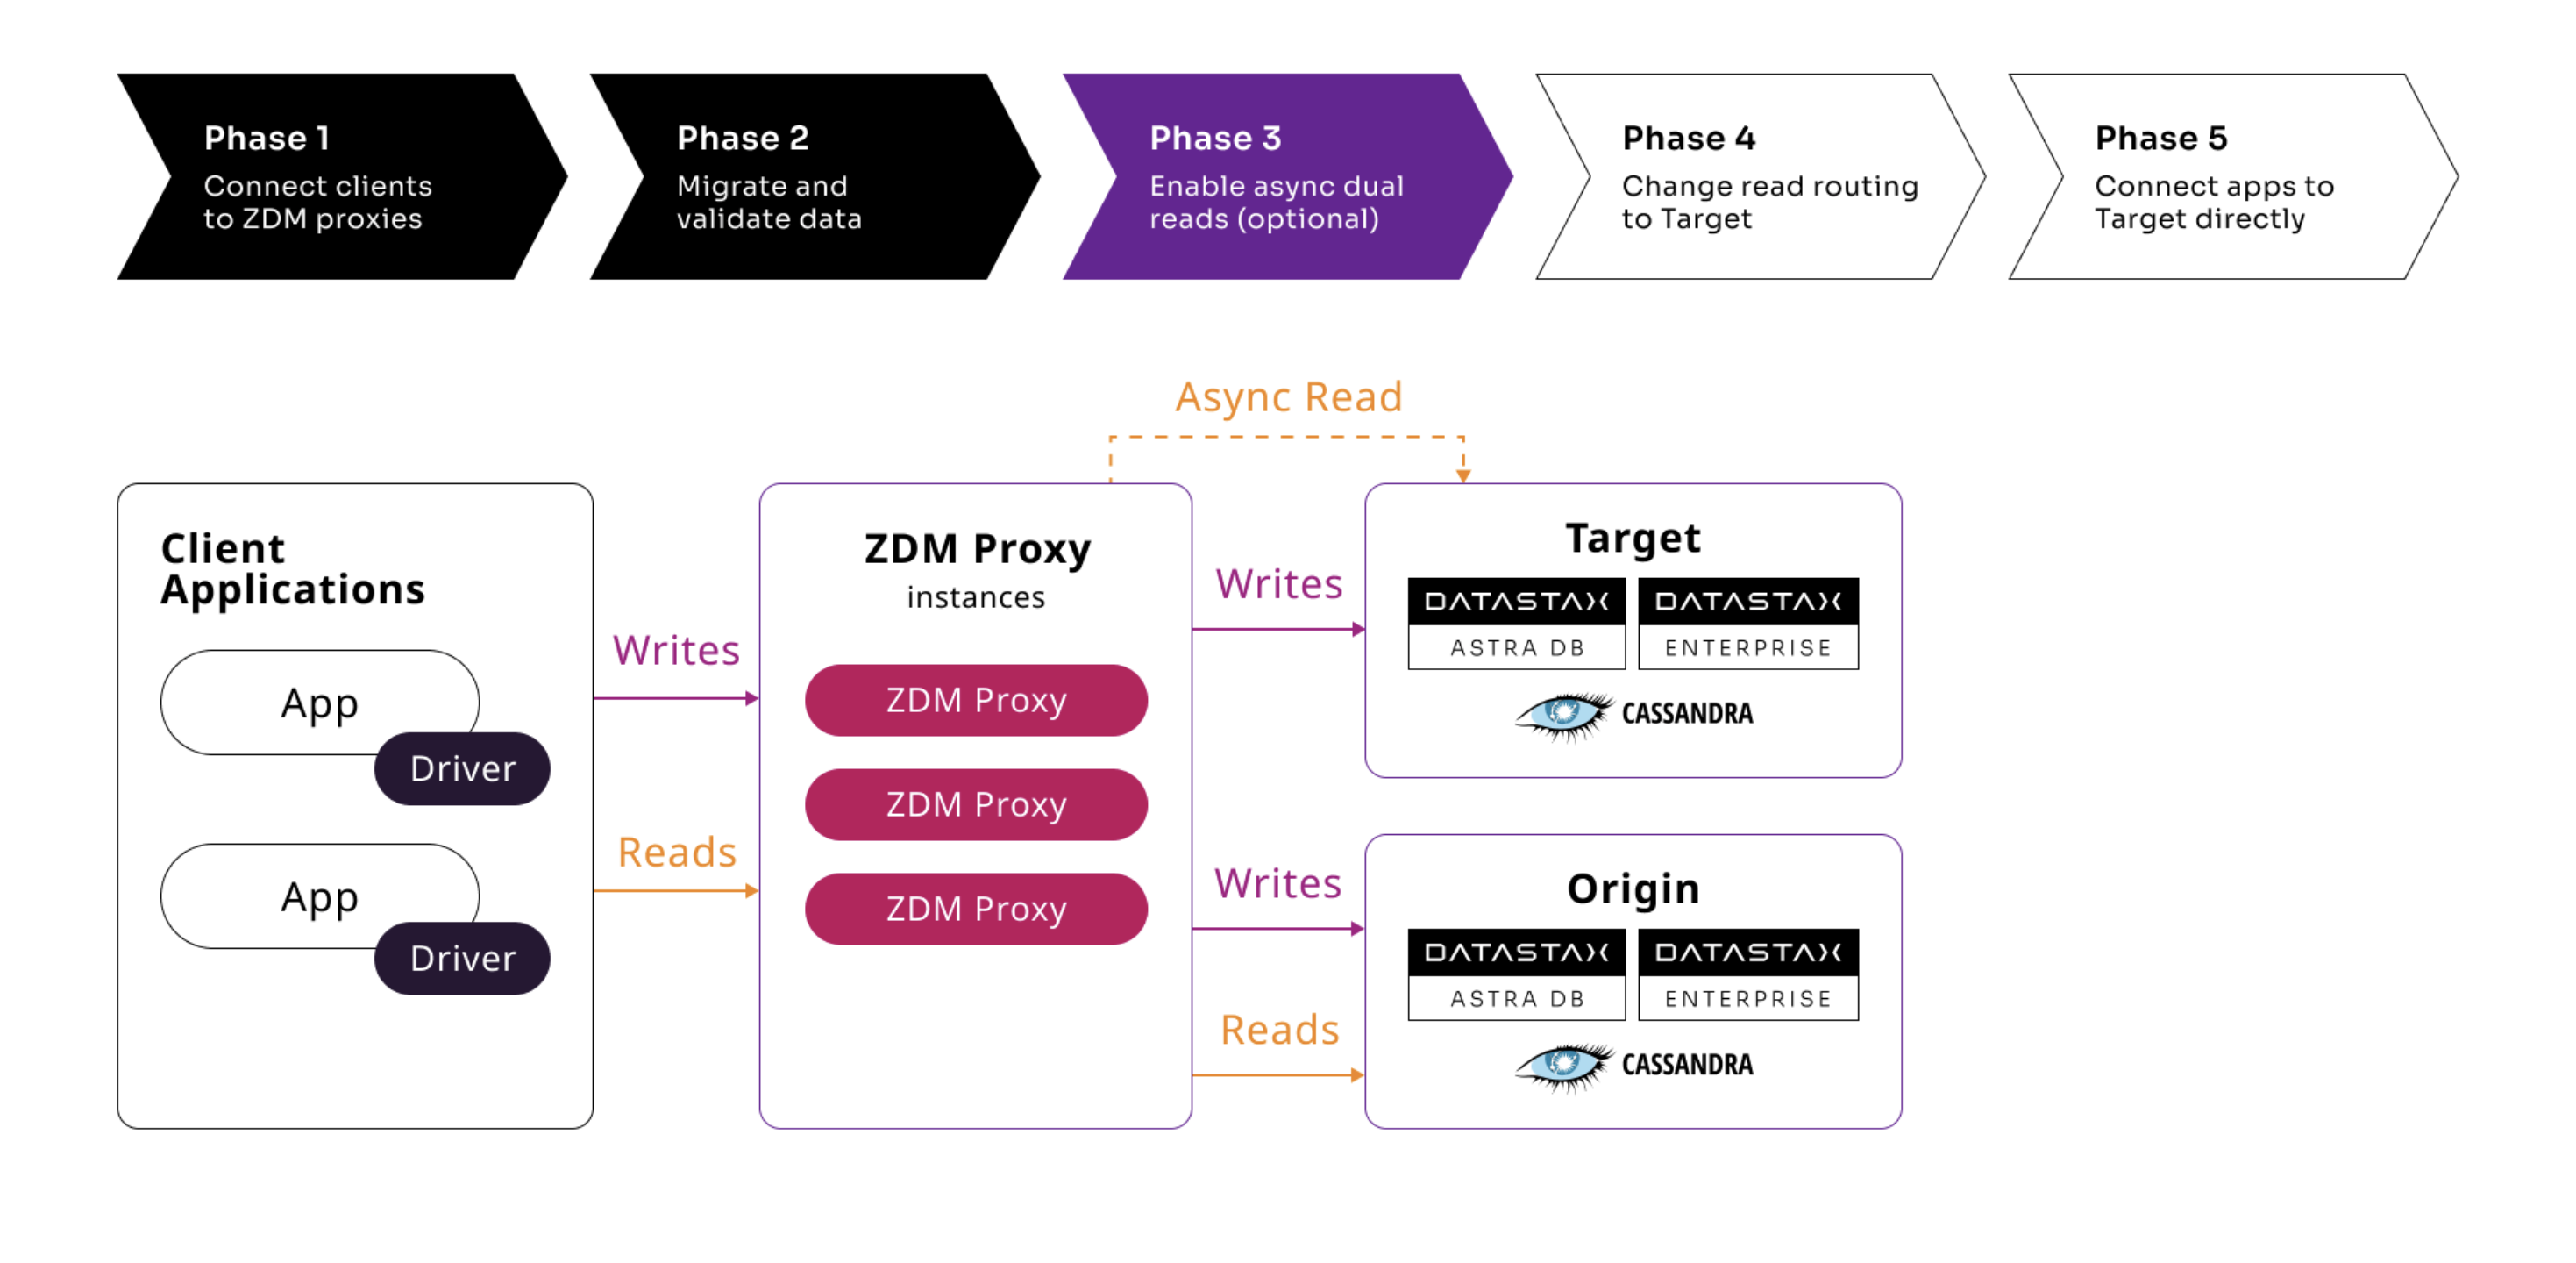 Phase 1
Connect clients
to ZDM proxies
Phase 2
Migrate and
validate data
Phase 3
Enable async dual
reads (optional)
Phase 4
Change read routing
to Target
Phase 5
Connect apps to
Target directly
Async Read
Client
Applications
App
Driver
App
Driver
Writes
Reads
ZDM Proxy
instances
ZDM Proxy
ZDM Proxy
ZDM Proxy
Writes
Writes
Reads
Target
DATASTAX
ASTRA DB
DATASTAX
ENTERPRISE
CASSANDRA
Origin
DATASTAX
ASTRA DB
DATASTAX
ENTERPRISE
CASSANDRA